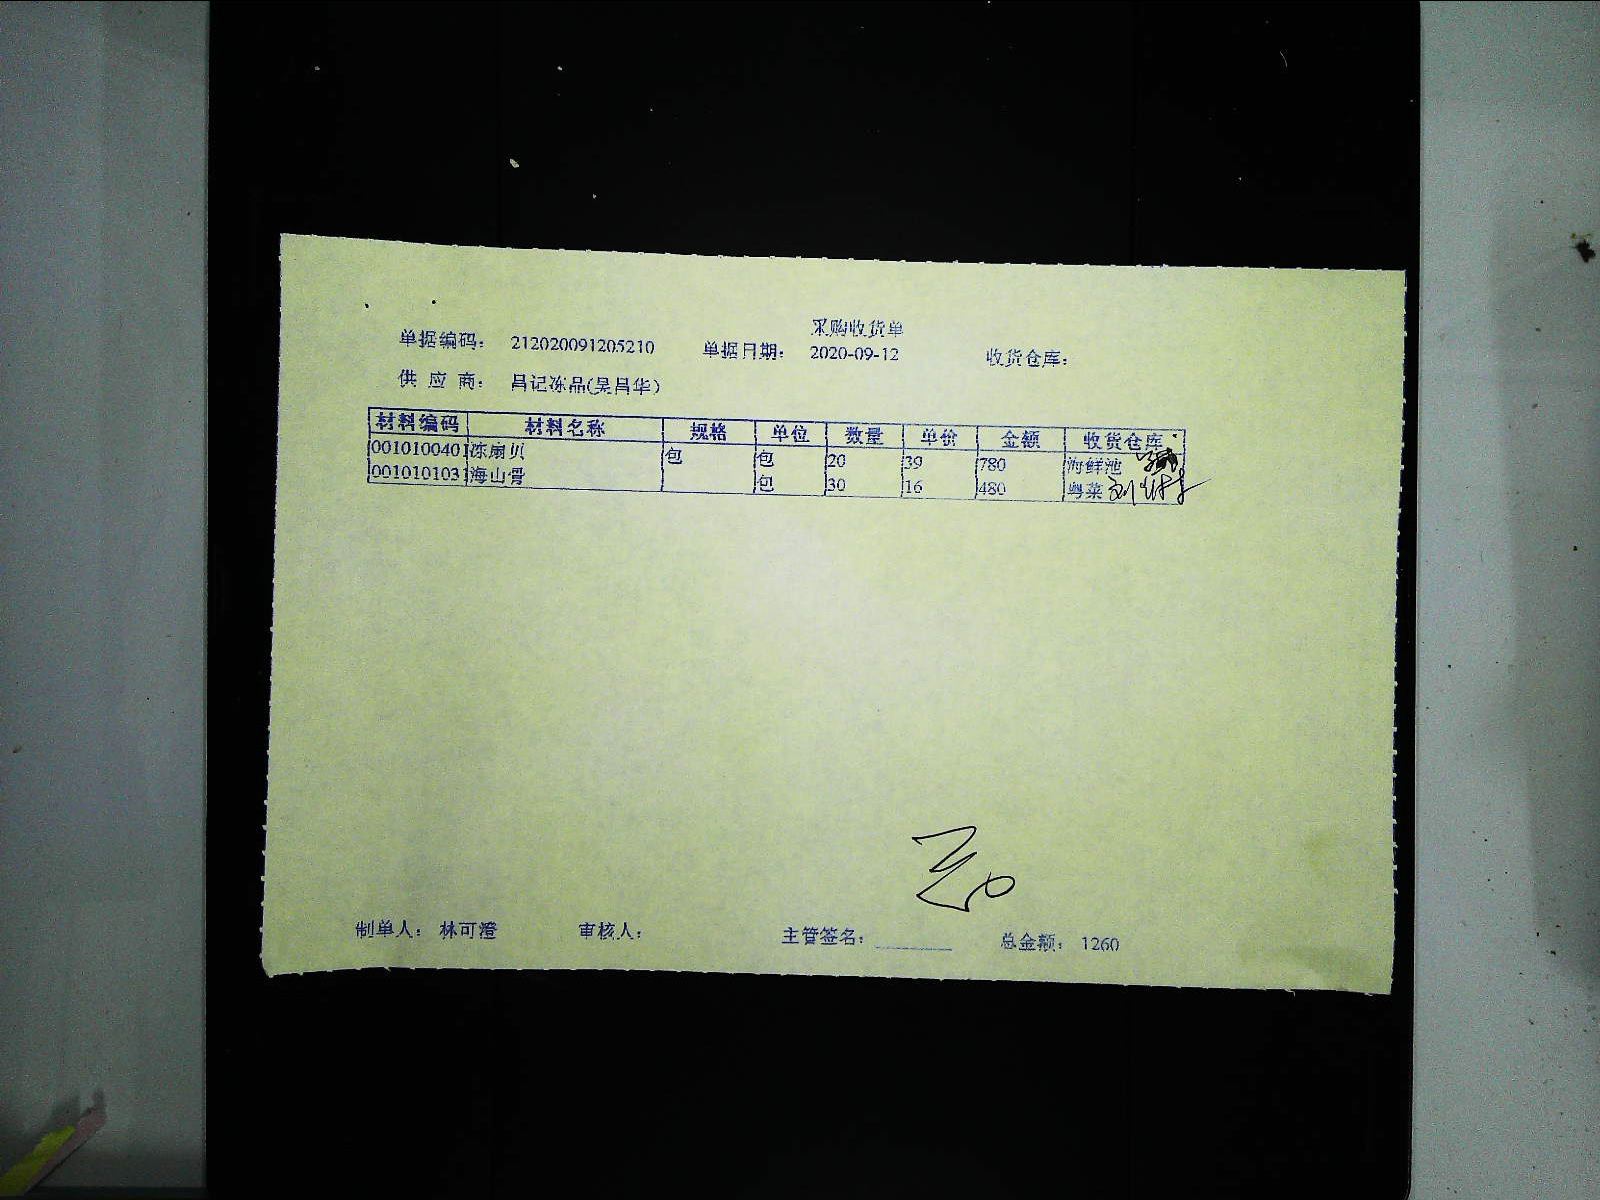 采购收货单
单据编码： 212020091205210 单据日期： 2020-09-12 收货仓库：
供 应 商： 昌记冻品(吴昌华)
材料编码 材料名称 规格 单位 数量 单价 金额 收货仓库
0010100401 冻扇贝 包 包 20 39 780 海鲜池
0010101031 海山骨 包 30 16 480 粤菜
制单人： 林可澄 审核人： 主管签名： 总金额： 1260